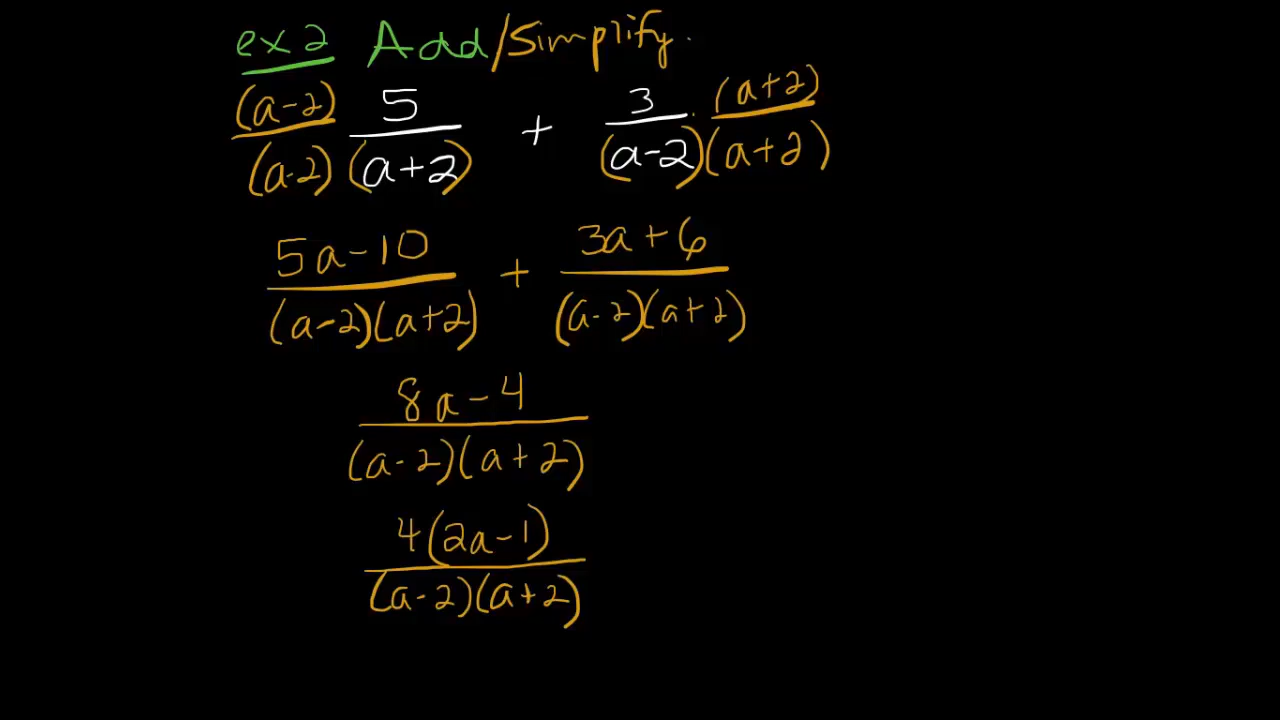 ex 2 Add/Simplify.
(a-2) 5 + 3 . (a+2)
(a-2) (a+2) (a-2)(a+2)
5a-10 + 3a+6
(a-2)(a+2) (a-2)(a+2)
8a-4
(a-2)(a+2)
4(2a-1)
(a-2)(a+2)